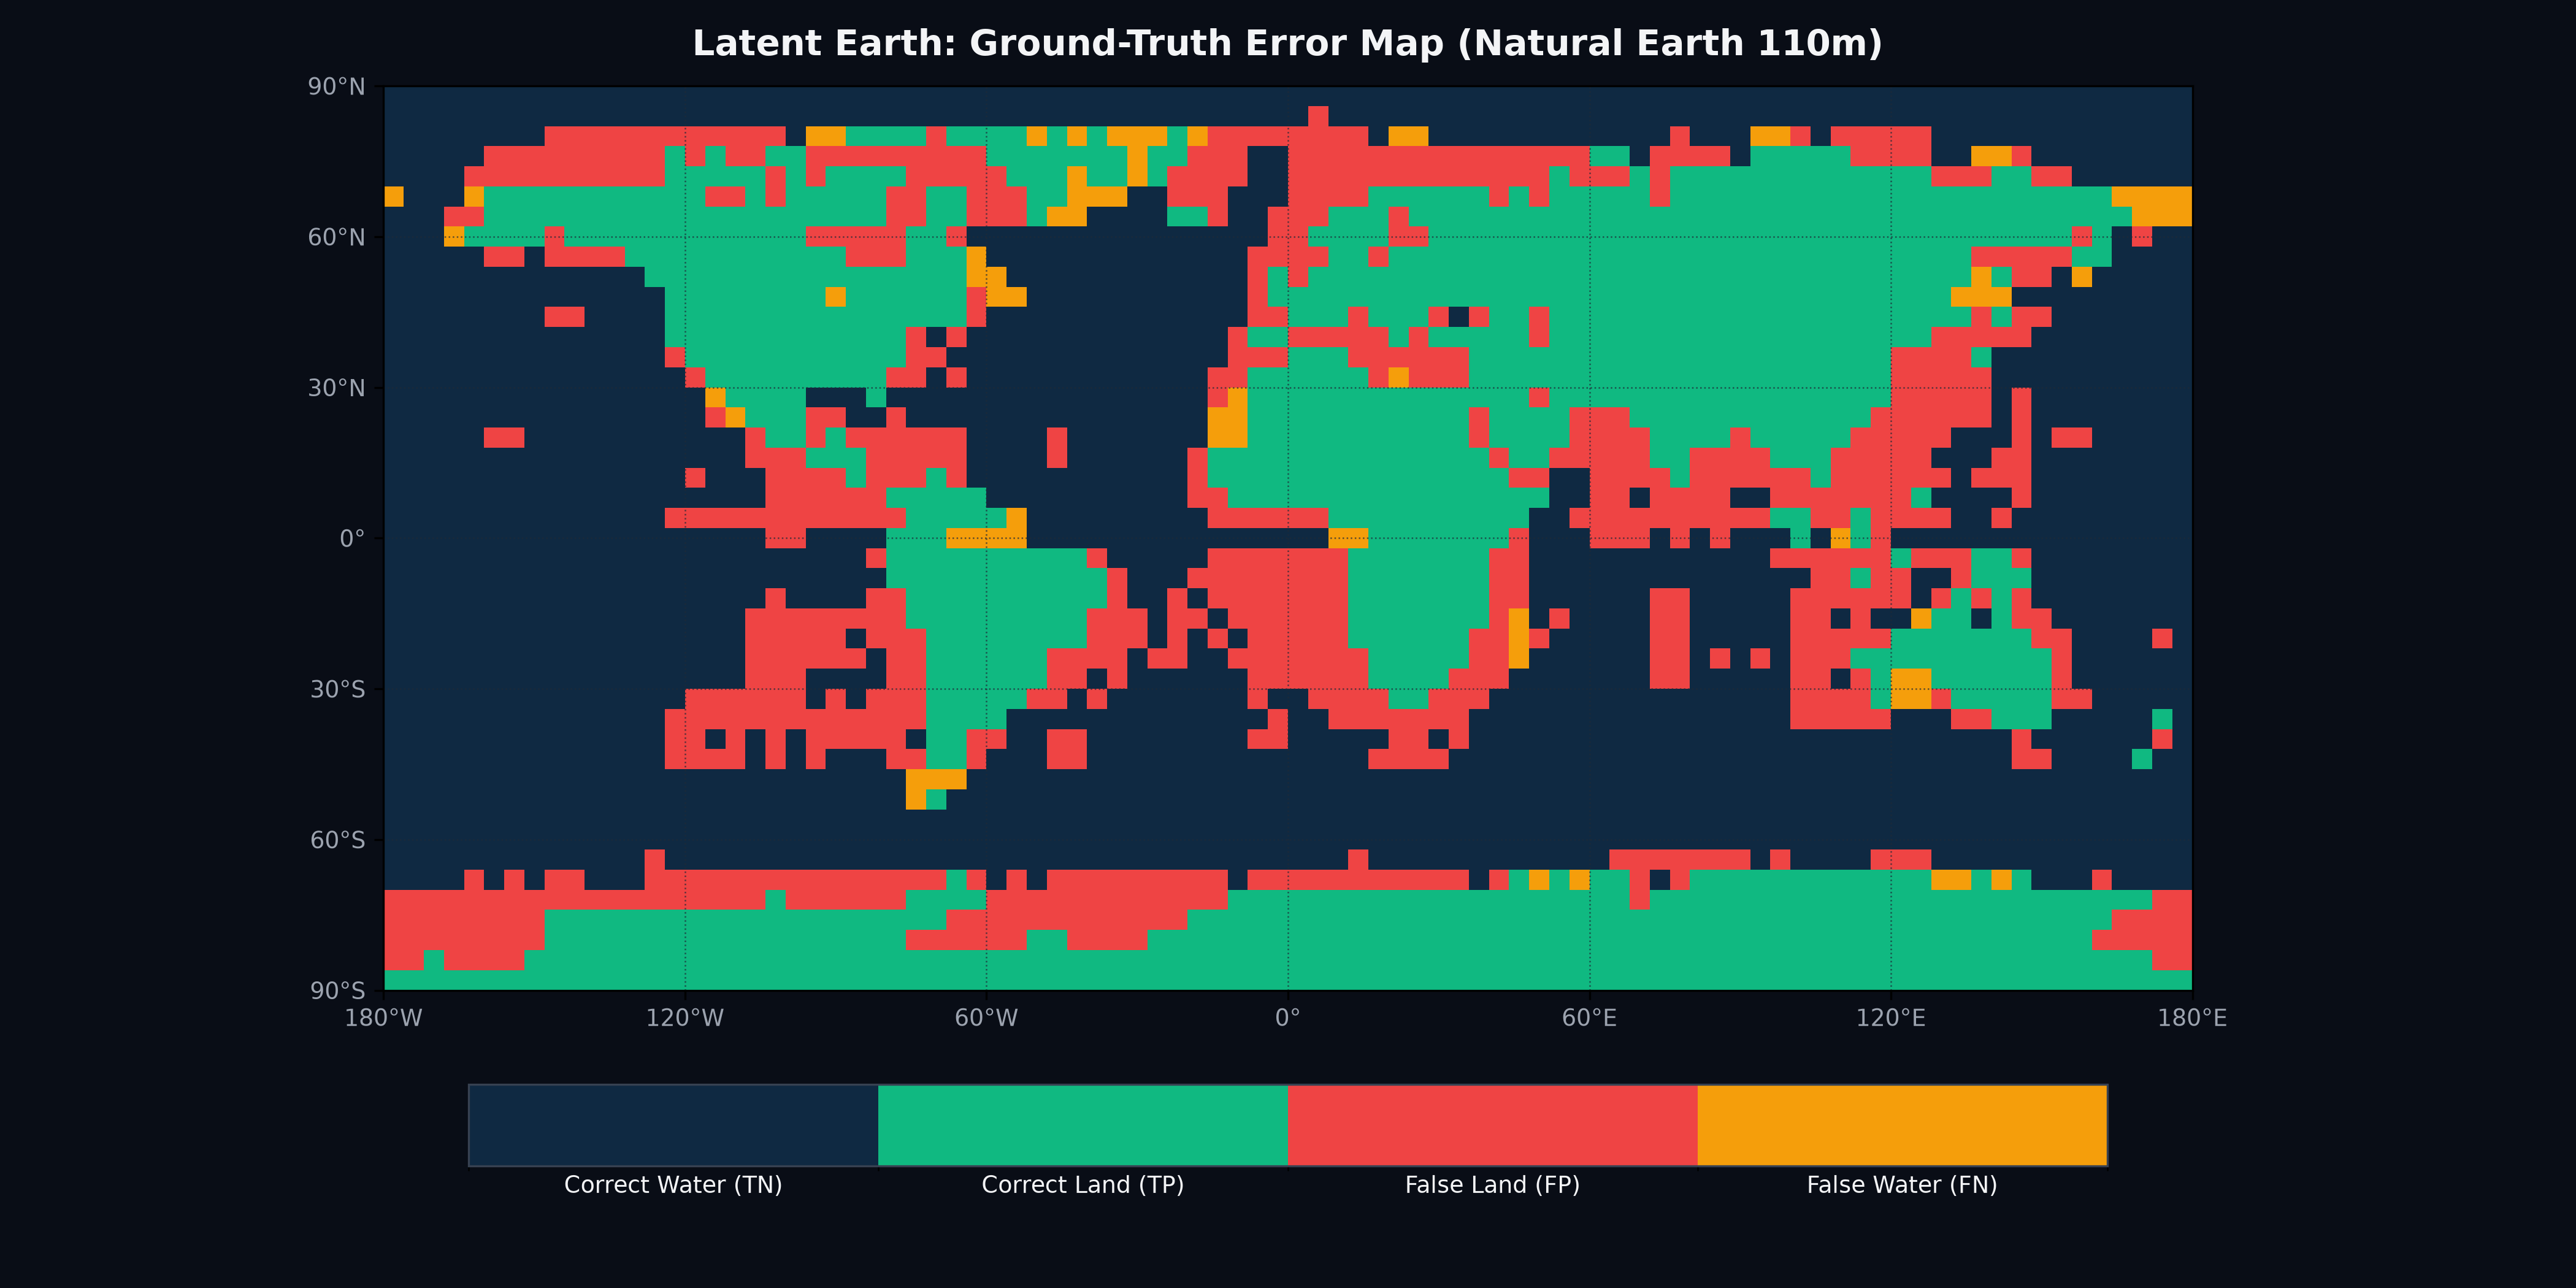 Latent Earth: Ground-Truth Error Map (Natural Earth 110m)
90°N
60°N
30°N
0°
30°S
60°S
90°S
180°W 120°W 60°W 0° 60°E 120°E 180°E
Correct Water (TN) Correct Land (TP) False Land (FP) False Water (FN)